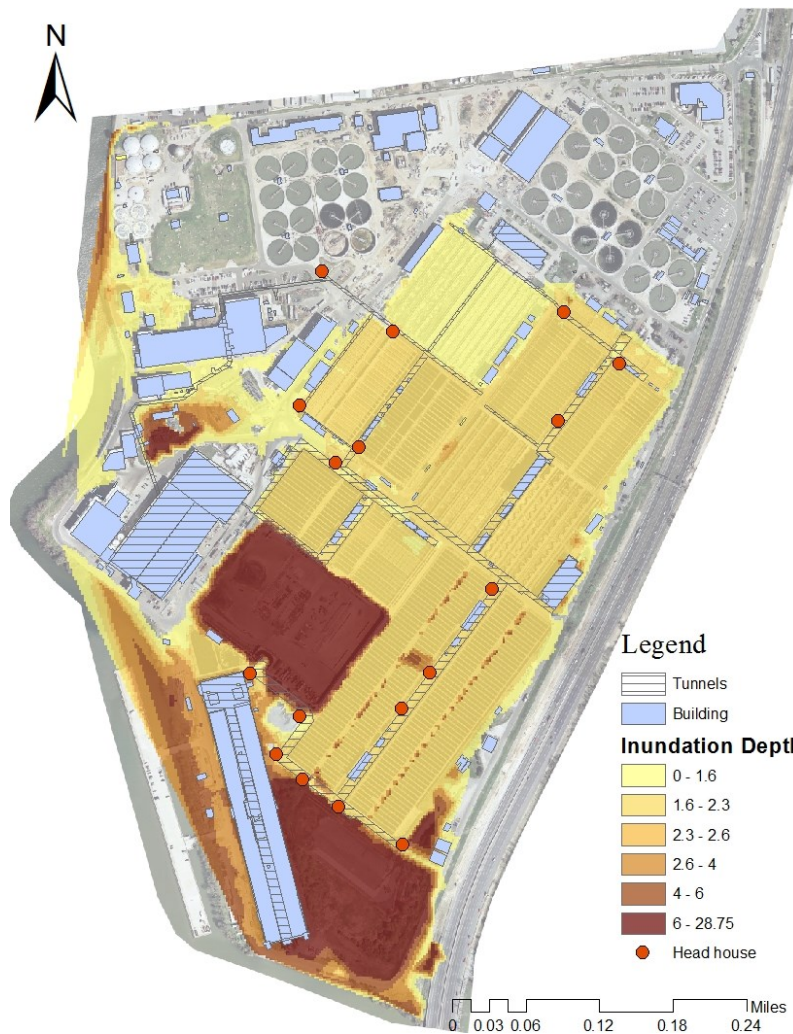 N
Legend
Tunnels
Building
Inundation Depth
0 - 1.6
1.6 - 2.3
2.3 - 2.6
2.6 - 4
4 - 6
6 - 28.75
Head house
Miles
0 0.03 0.06 0.12 0.18 0.24